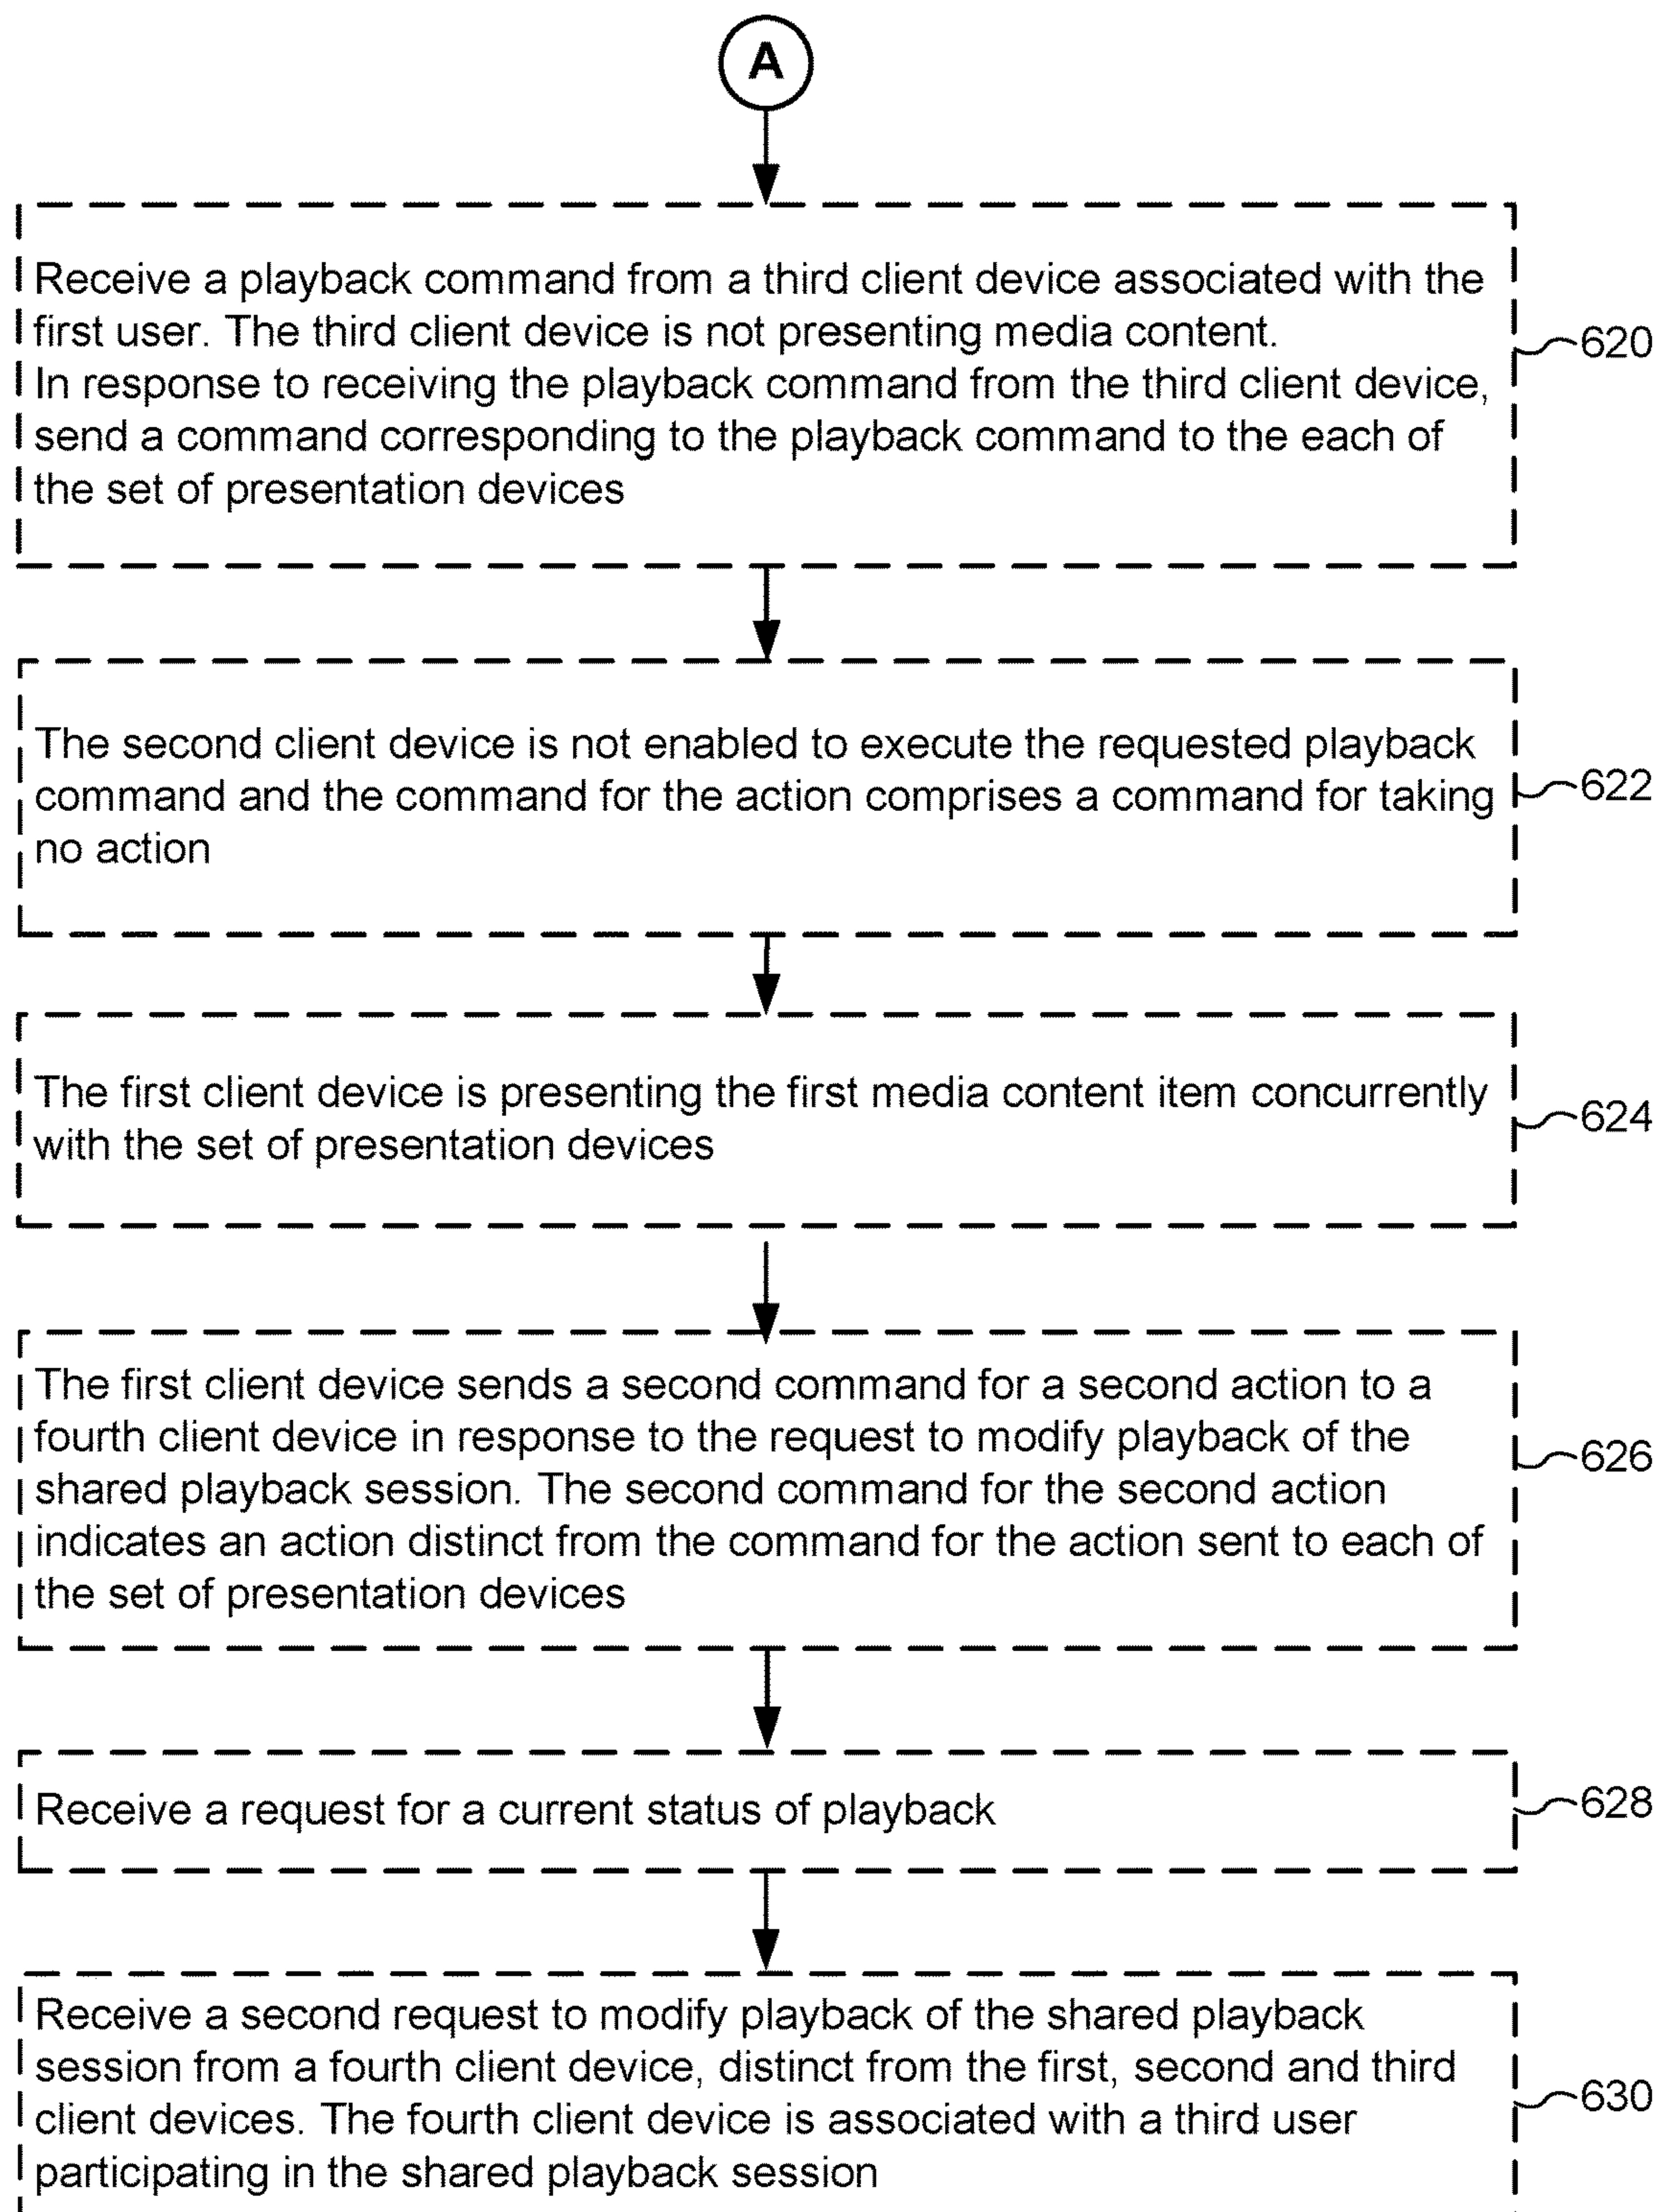 A
Receive a playback command from a third client device associated with the
first user. The third client device is not presenting media content.
In response to receiving the playback command from the third client device,
send a command corresponding to the playback command to the each of
the set of presentation devices
620
The second client device is not enabled to execute the requested playback
command and the command for the action comprises a command for taking
no action
622
The first client device is presenting the first media content item concurrently
with the set of presentation devices
624
The first client device sends a second command for a second action to a
fourth client device in response to the request to modify playback of the
shared playback session. The second command for the second action
indicates an action distinct from the command for the action sent to each of
the set of presentation devices
626
Receive a request for a current status of playback
628
Receive a second request to modify playback of the shared playback
session from a fourth client device, distinct from the first, second and third
client devices. The fourth client device is associated with a third user
participating in the shared playback session
630